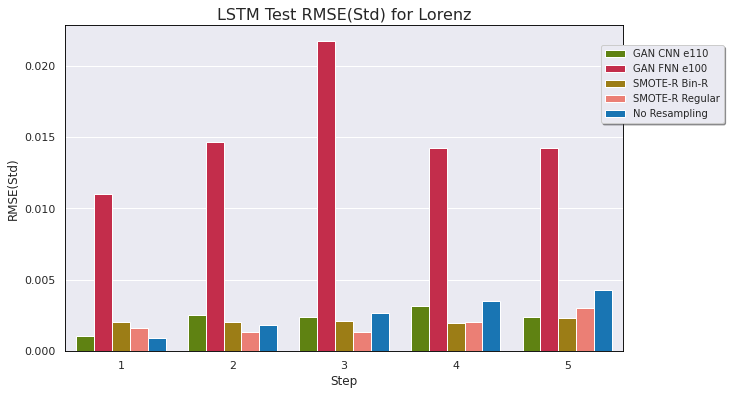 LSTM Test RMSE(Std) for Lorenz
GAN CNN e110
GAN FNN e100
SMOTE-R Bin-R
SMOTE-R Regular
No Resampling
RMSE(Std)
0.020
0.015
0.010
0.005
0.000
1 2 3 4 5
Step